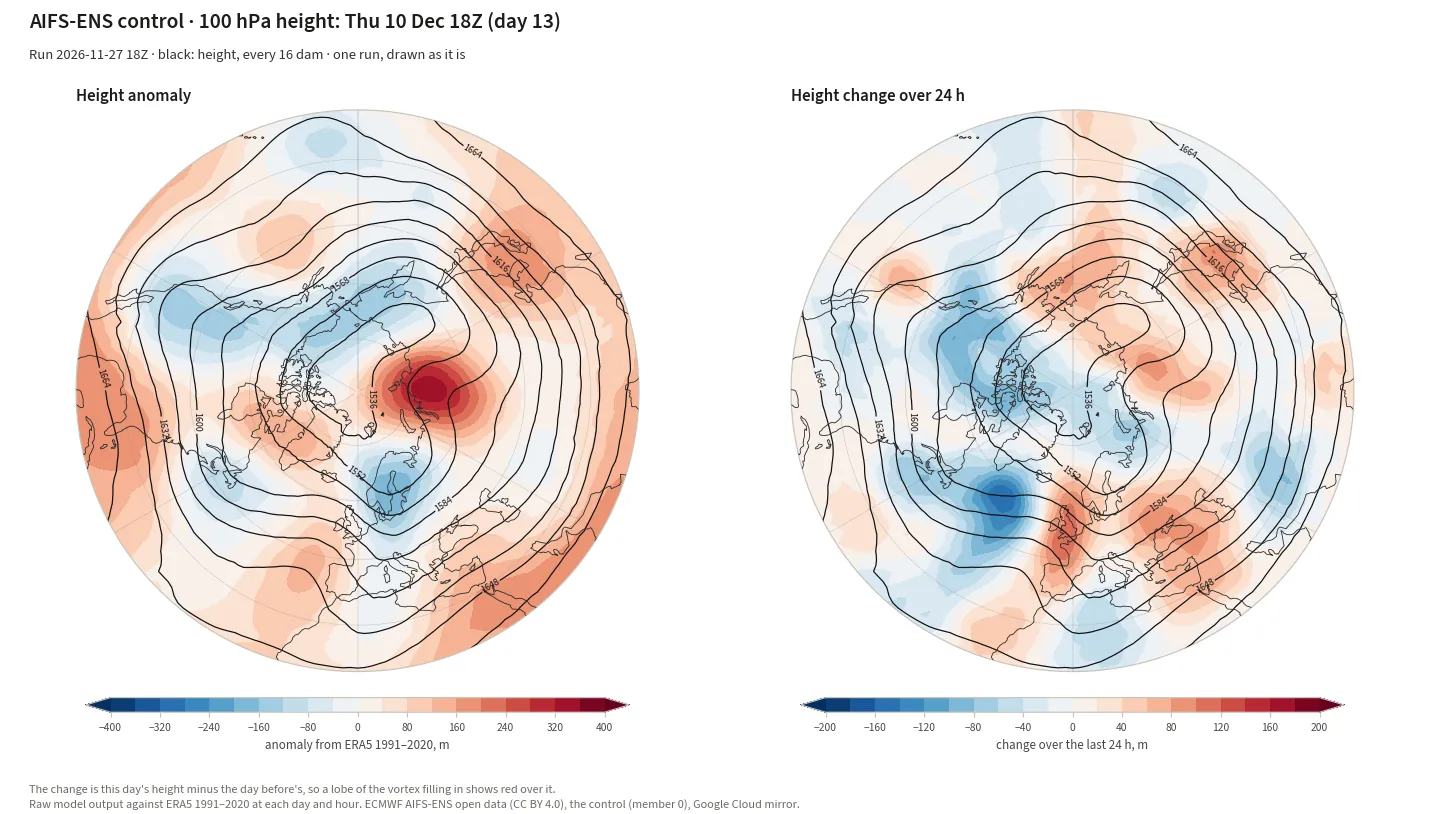 AIFS-ENS control · 100 hPa height: Thu 10 Dec 18Z (day 13)
Run 2026-11-27 18Z · black: height, every 16 dam · one run, drawn as it is
Height anomaly
Height change over 24 h
1664
1616
1568
1664
1536
1600
1632
1552
1584
1648
1664
1616
1568
1664
1536
1600
1632
1552
1584
1648
−400 −320 −240 −160 −80 0 80 160 240 320 400
anomaly from ERA5 1991–2020, m
−200 −160 −120 −80 −40 0 40 80 120 160 200
change over the last 24 h, m
The change is this day's height minus the day before's, so a lobe of the vortex filling in shows red over it.
Raw model output against ERA5 1991–2020 at each day and hour. ECMWF AIFS-ENS open data (CC BY 4.0), the control (member 0), Google Cloud mirror.